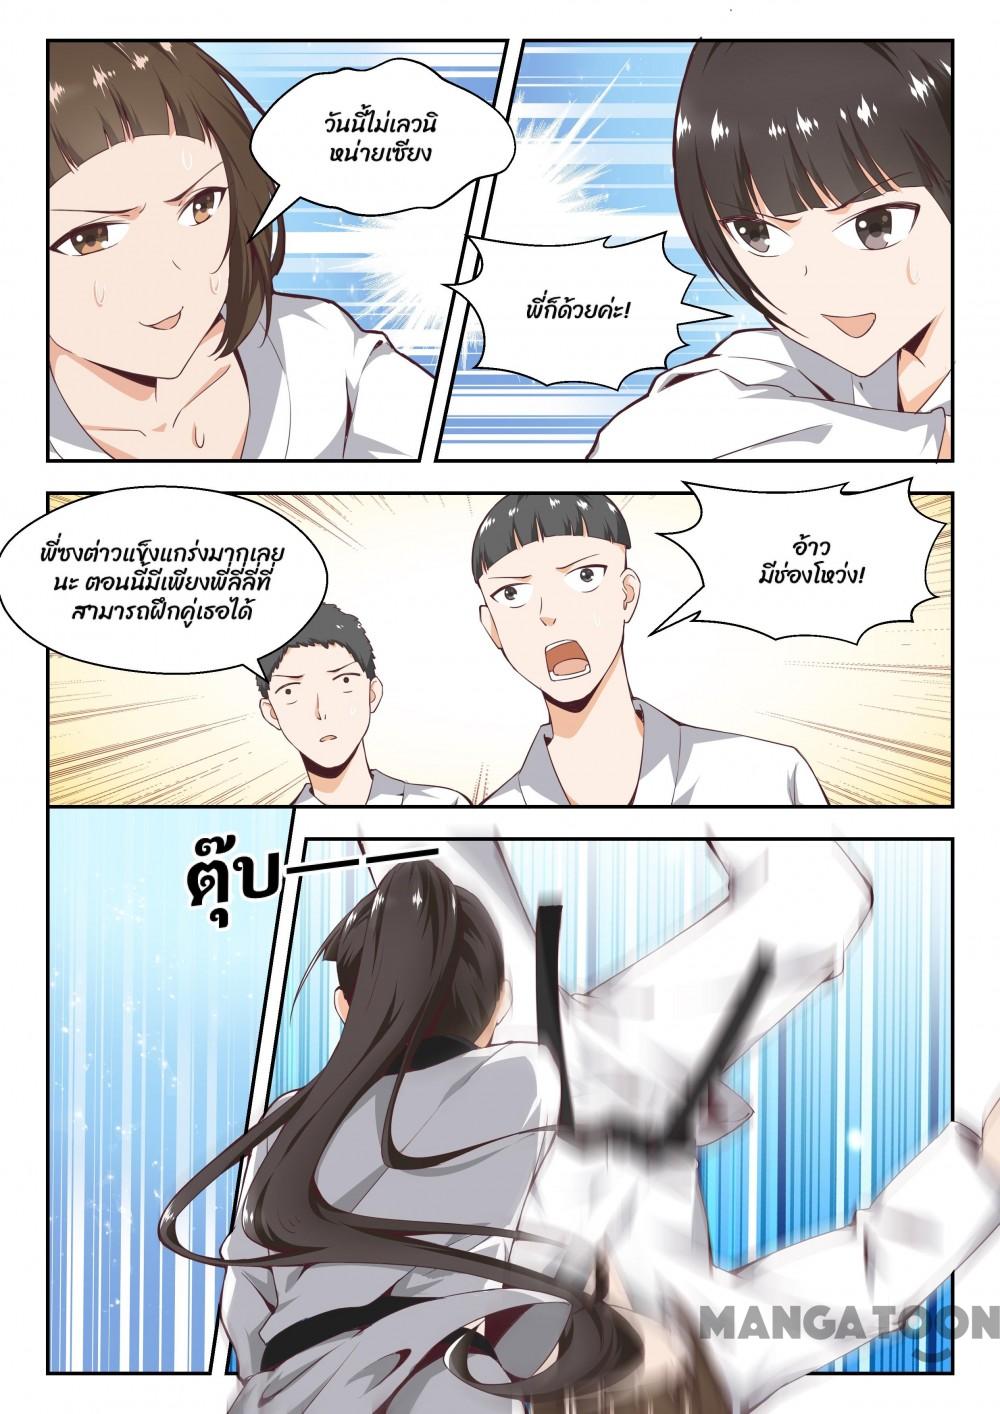 วันนี้ไม่เลวนิ
หน่ายเซียง
พี่ก็ด้วยค่ะ!
พี่ซงต่าวแข็งแกร่งมากเลย
นะ ตอนนี้มีเพียงพี่ลี่ลี่ที่
สามารถฝึกคู่เธอได้
อ้าว
มีช่องโหว่ง!
ตุ๊บ——
MANGATOON